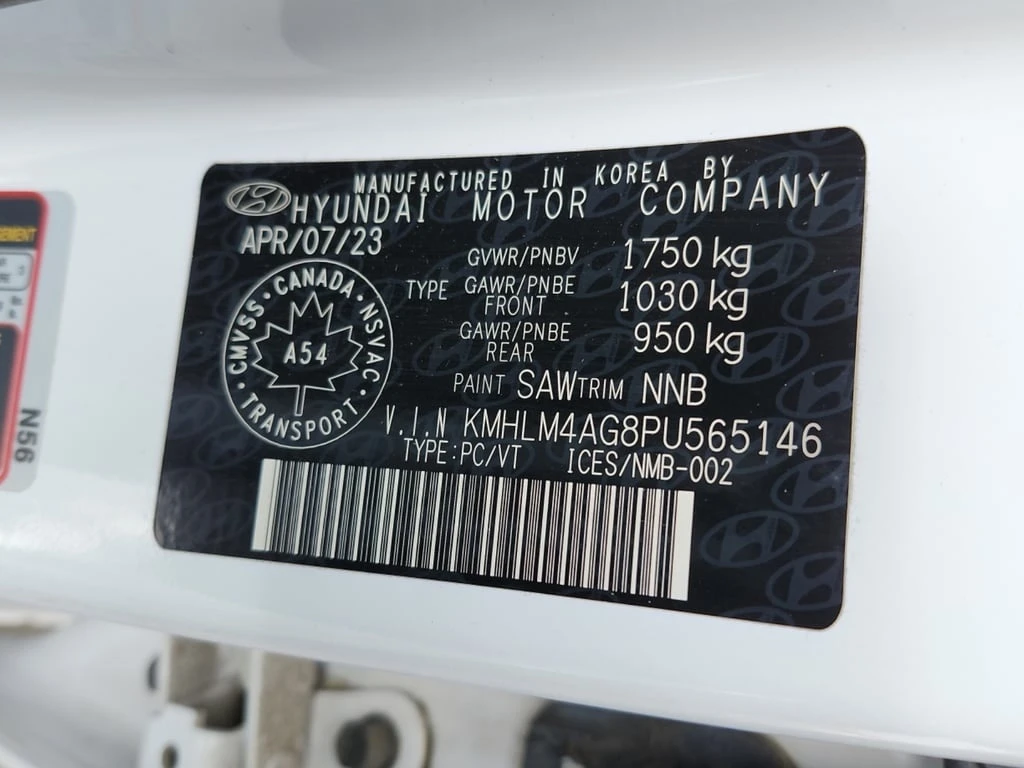 MANUFACTURED IN KOREA BY
HYUNDAI MOTOR COMPANY
APR/07/23
GVWR/PNBV 1750 kg
TYPE GAWR/PNBE FRONT 1030 kg
GAWR/PNBE REAR 950 kg
CANADA · NSVAC · TRANSPORT · CMVSS ·
A54
PAINT SAW TRIM NNB
V.I.N KMHLM4AG8PU565146
TYPE:PC/VT ICES/NMB-002
N56